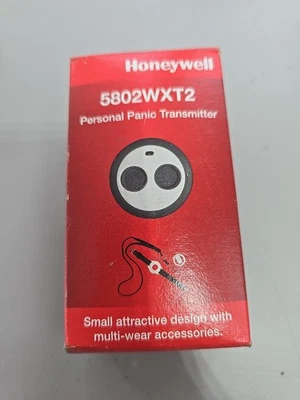 Honeywell
5802WXT2
Personal Panic Transmitter
Small attractive design with
multi-wear accessories.